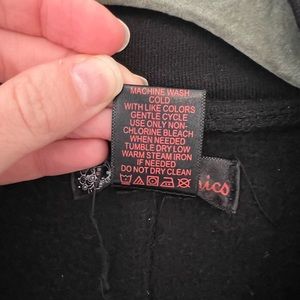 MACHINE WASH
COLD
WITH LIKE COLORS
GENTLE CYCLE
USE ONLY NON-
CHLORINE BLEACH
WHEN NEEDED
TUMBLE DRY LOW
WARM STEAM IRON
IF NEEDED
DO NOT DRY CLEAN